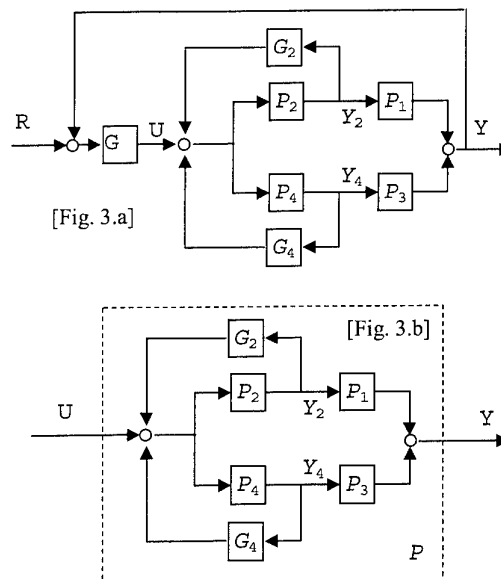 G₂
P₂
P₁
R
G
U
Y₂
Y
P₄
Y₄
P₃
[Fig. 3.a]
G₄
[Fig. 3.b]
G₂
U
P₂
P₁
Y₂
Y
P₄
Y₄
P₃
G₄
P